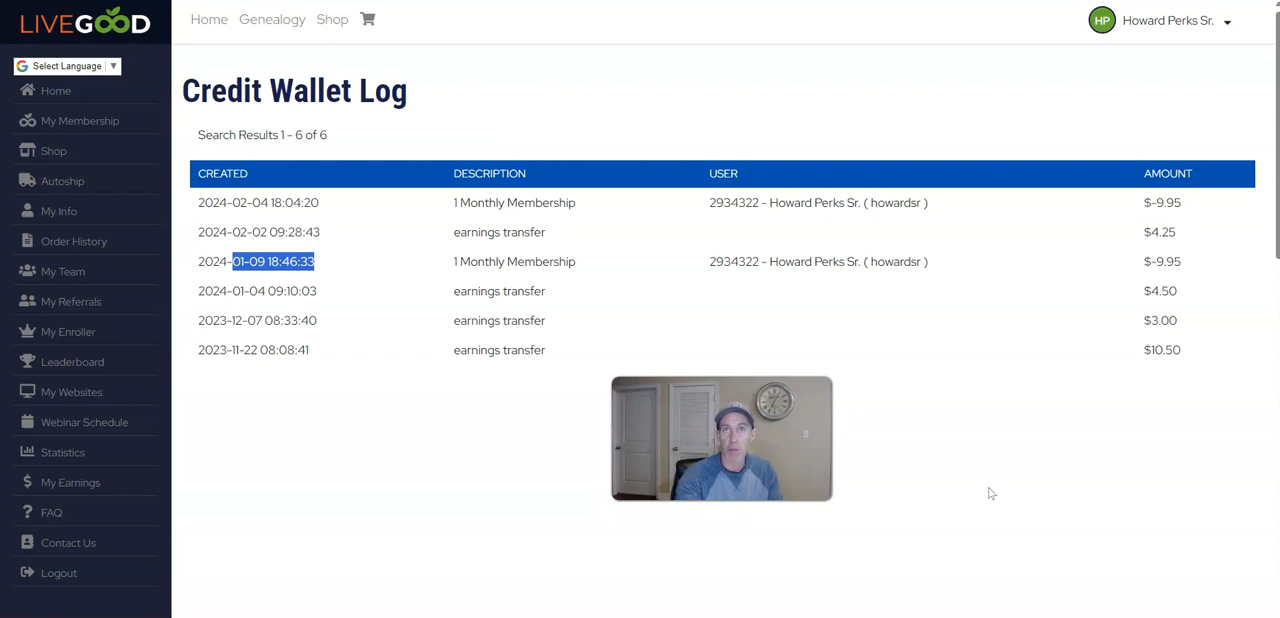 LIVEGOOD
Home Genealogy Shop
HP Howard Perks Sr.
Select Language ▼
Home
My Membership
Shop
Autoship
My Info
Order History
My Team
My Referrals
My Enroller
Leaderboard
My Websites
Webinar Schedule
Statistics
My Earnings
FAQ
Contact Us
Logout
Credit Wallet Log
Search Results 1 - 6 of 6
CREATED DESCRIPTION USER AMOUNT
2024-02-04 18:04:20 1 Monthly Membership 2934322 - Howard Perks Sr. ( howardsr ) $-9.95
2024-02-02 09:28:43 earnings transfer $4.25
2024-01-09 18:46:33 1 Monthly Membership 2934322 - Howard Perks Sr. ( howardsr ) $-9.95
2024-01-04 09:10:03 earnings transfer $4.50
2023-12-07 08:33:40 earnings transfer $3.00
2023-11-22 08:08:41 earnings transfer $10.50